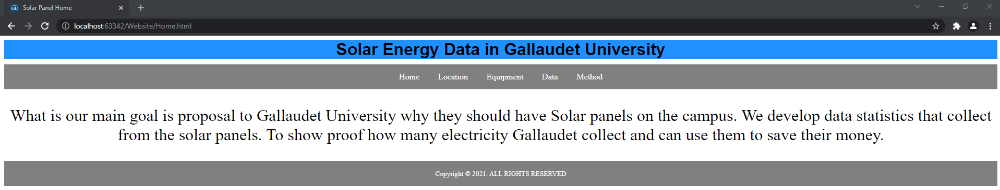 GU Solar Panel Home
localhost:63342/Website/Home.html
Solar Energy Data in Gallaudet University
Home Location Equipment Data Method
What is our main goal is proposal to Gallaudet University why they should have Solar panels on the campus. We develop data statistics that collect
from the solar panels. To show proof how many electricity Gallaudet collect and can use them to save their money.
Copyright © 2021. ALL RIGHTS RESERVED